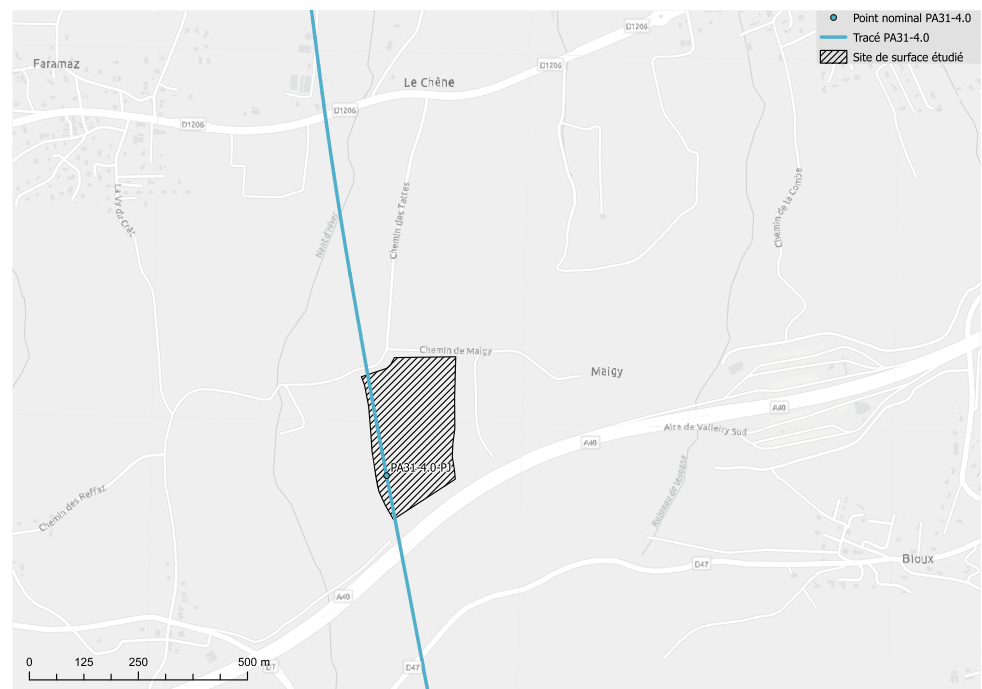 Point nominal PA31-4.0
Tracé PA31-4.0
Site de surface étudié
D1206
Faramaz
D1206
Le Chêne
D1206
D1206
La Vy du Crêt
Nant d'Hiver
Chemin des Tattes
Chemin de la Combe
Chemin de Maigy
Maigy
A40
Aire de Valleiry Sud
A40
PA31-4.0-PJ
Chemin des Reffaz
Ruisseau de Vosogne
D47
Bloux
A40
0 125 250 500 m
D7
D47